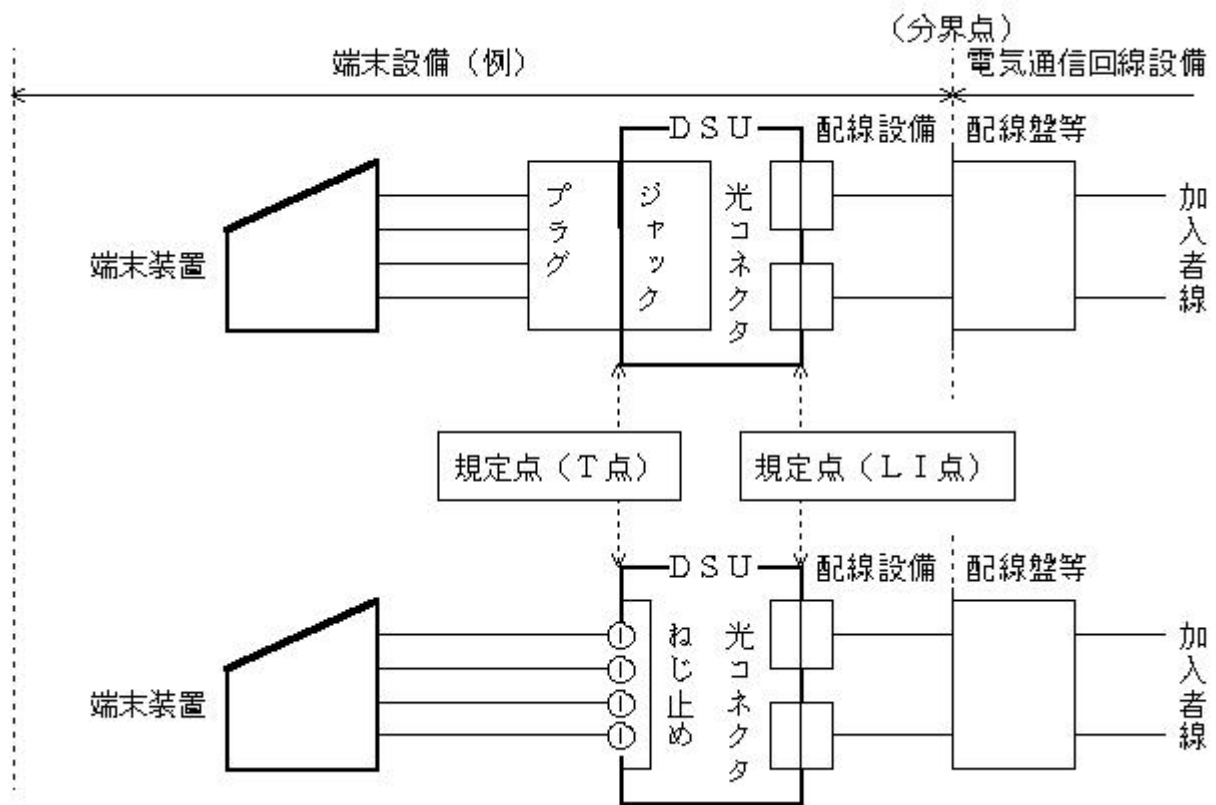 （分界点）
端末設備（例）
電気通信回線設備
ＤＳＵ
配線設備
配線盤等
端末装置
プラグ
ジャック
光コネクタ
加入者線
規定点（Ｔ点）
規定点（ＬＩ点）
ＤＳＵ
配線設備
配線盤等
端末装置
ねじ止め
光コネクタ
加入者線